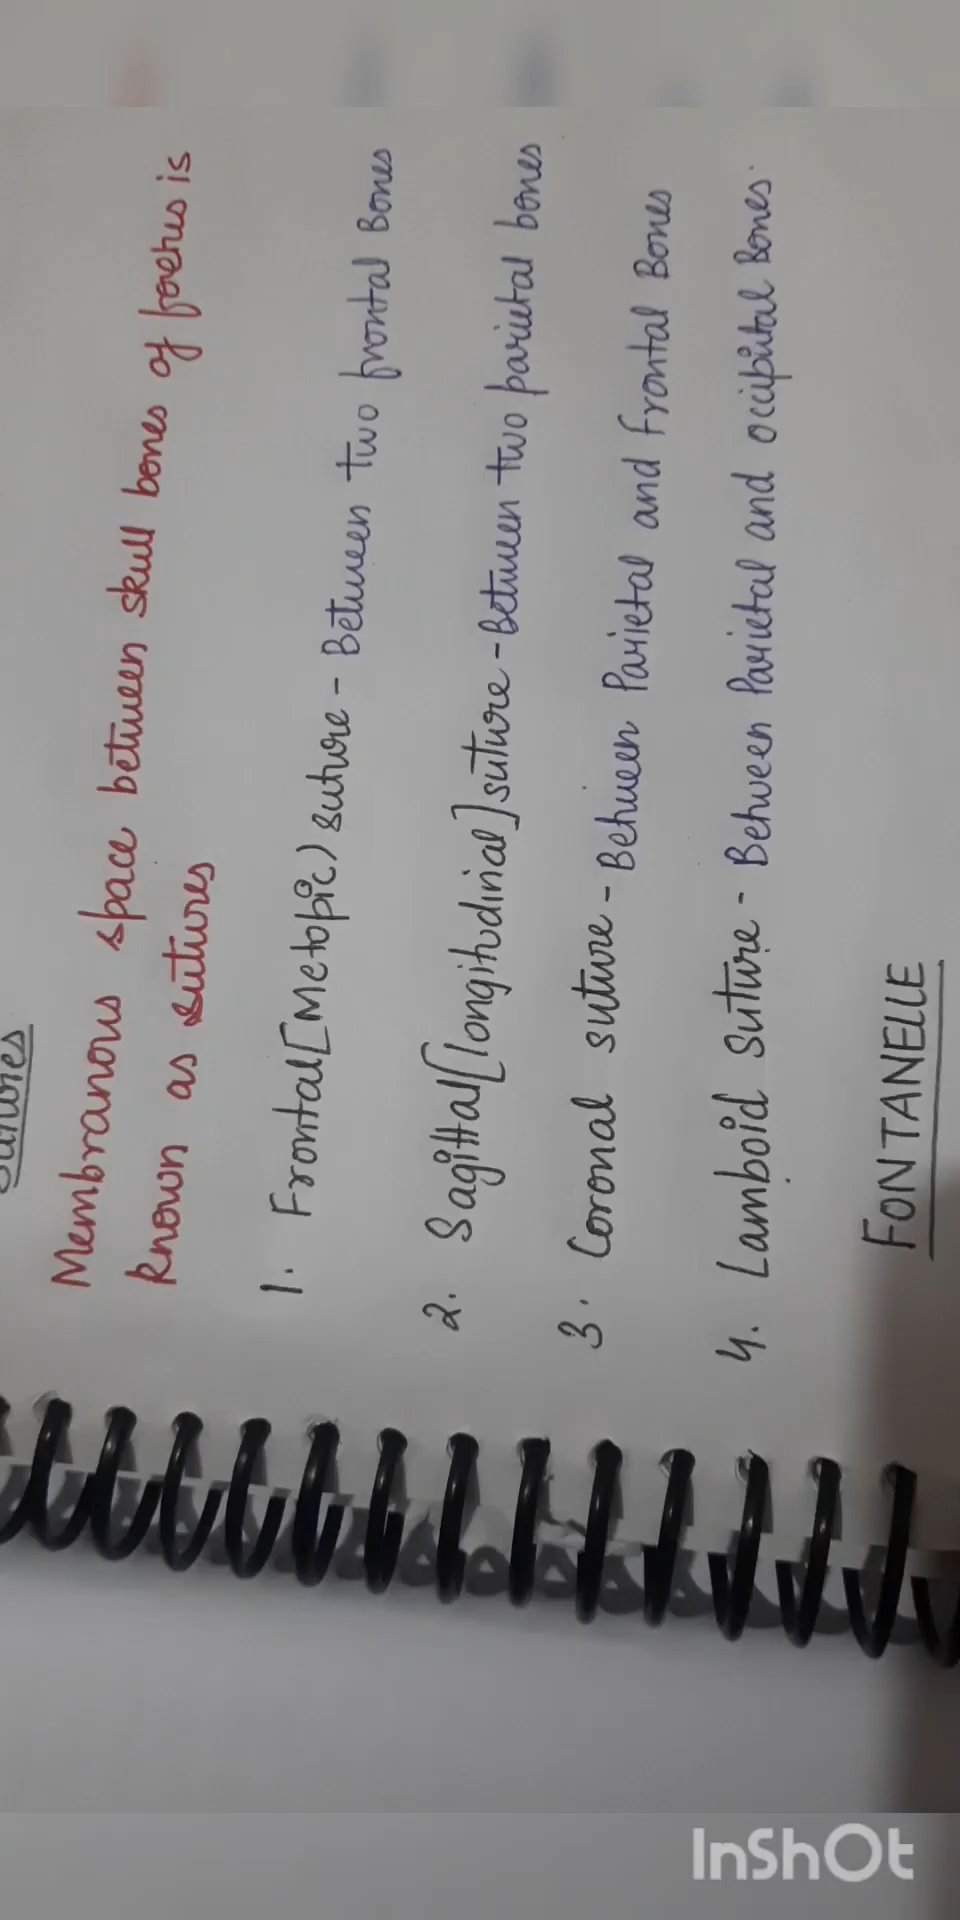 Sutures
Membranous space between skull bones of foetus is
known as sutures
1. Frontal[Metopic) suture - Between two frontal Bones
2. Sagittal[longitudinal] suture - Between two parietal bones
3. Coronal suture - Between Parietal and Frontal Bones
4. Lamboid Suture - Between Parietal and occipital Bones.
FONTANELLE
InShOt